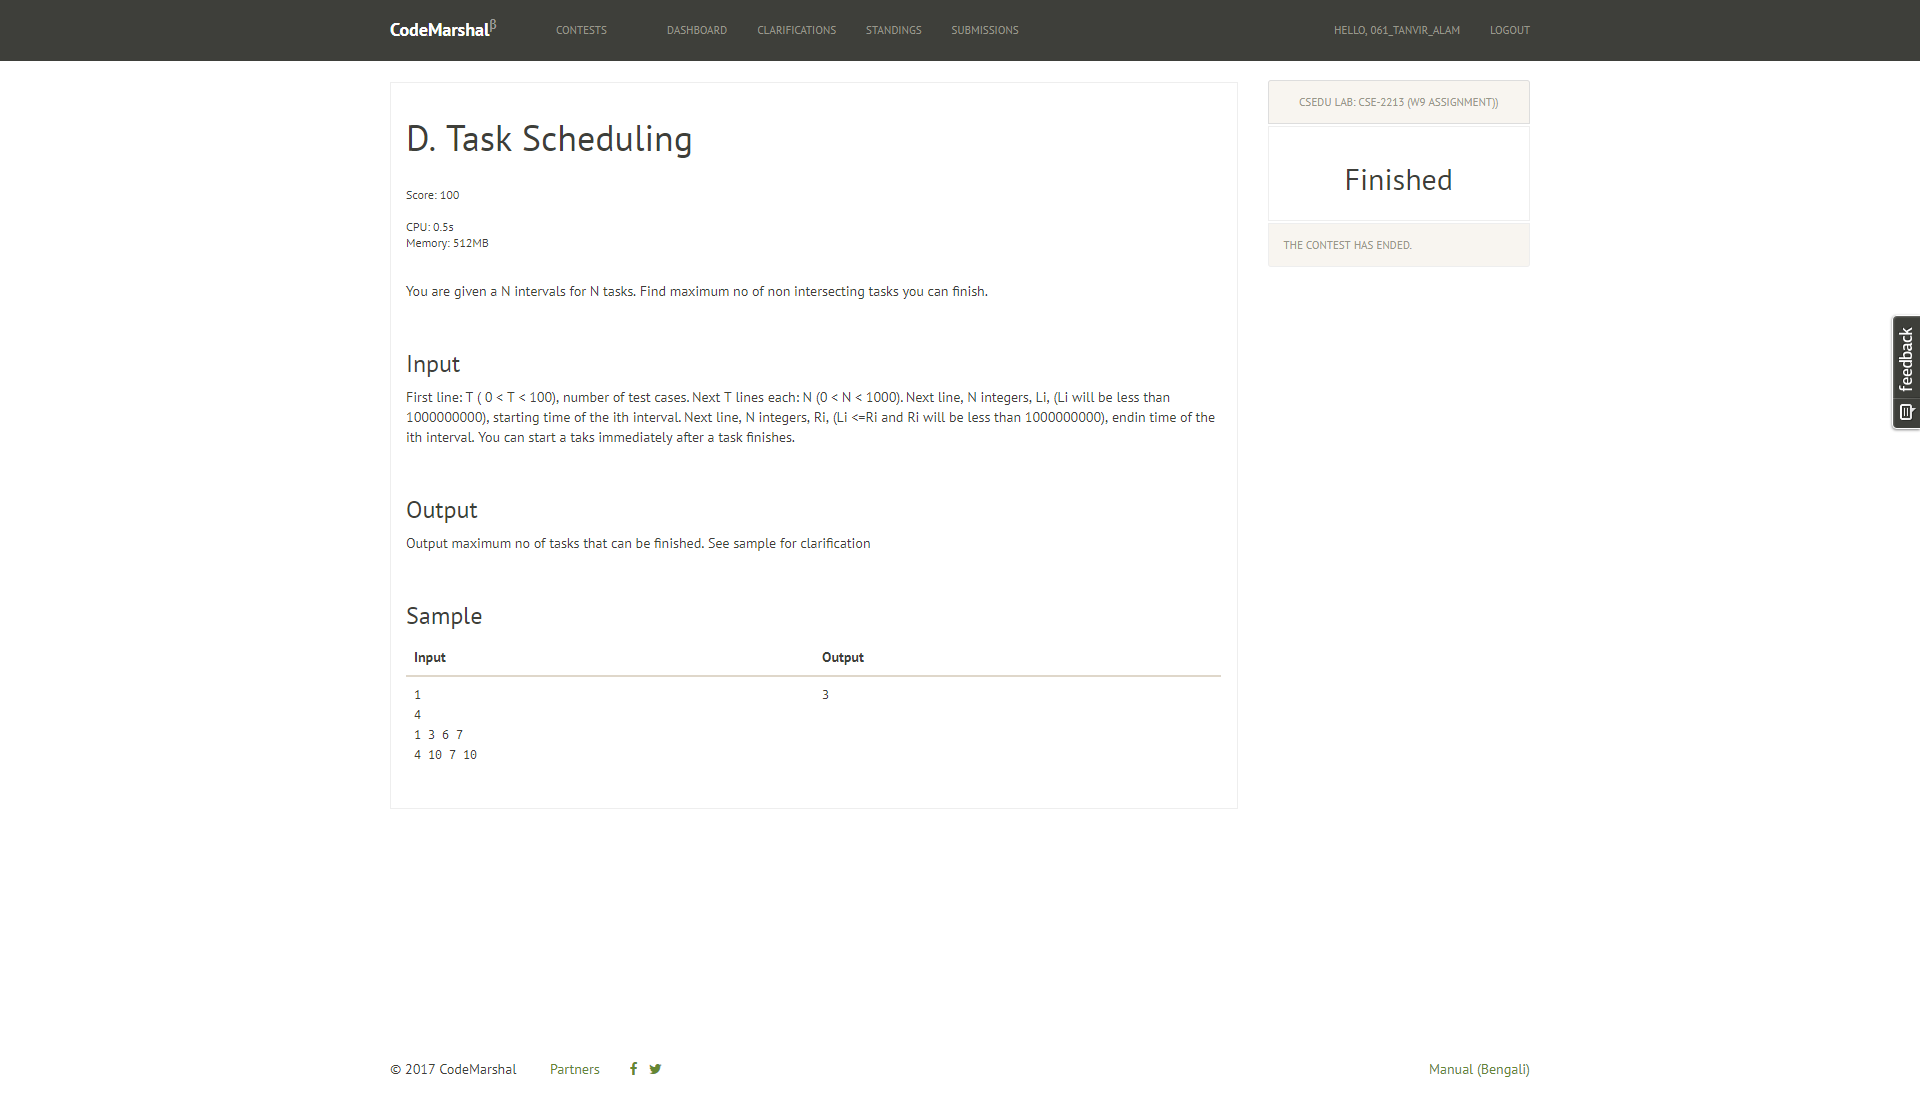 CodeMarshalβ
CONTESTS
DASHBOARD
CLARIFICATIONS
STANDINGS
SUBMISSIONS
HELLO, 061_TANVIR_ALAM
LOGOUT
D. Task Scheduling
Score: 100
CPU: 0.5s
Memory: 512MB
You are given a N intervals for N tasks. Find maximum no of non intersecting tasks you can finish.
Input
First line: T ( 0 < T < 100), number of test cases. Next T lines each: N (0 < N < 1000). Next line, N integers, Li, (Li will be less than
1000000000), starting time of the ith interval. Next line, N integers, Ri, (Li <=Ri and Ri will be less than 1000000000), endin time of the
ith interval. You can start a taks immediately after a task finishes.
Output
Output maximum no of tasks that can be finished. See sample for clarification
Sample
Input Output
1 3
4
1 3 6 7
4 10 7 10
CSEDU LAB: CSE-2213 (W9 ASSIGNMENT))
Finished
THE CONTEST HAS ENDED.
feedback
© 2017 CodeMarshal
Partners
Manual (Bengali)